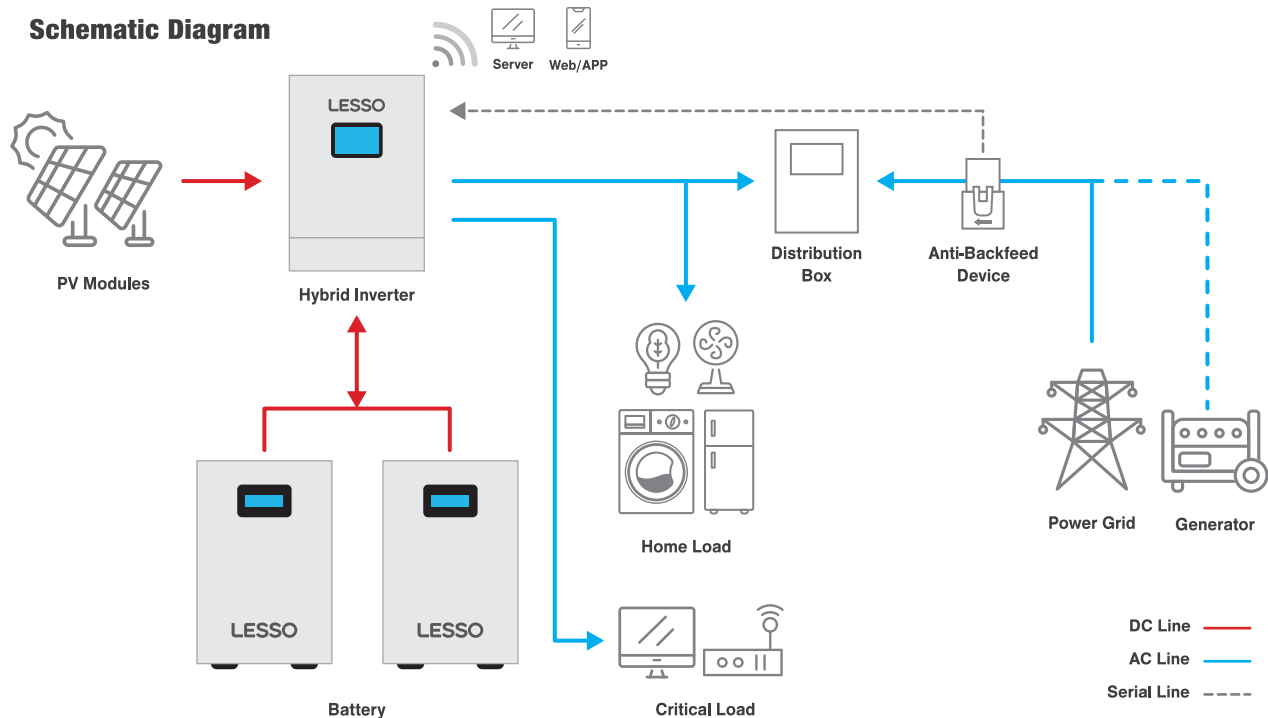 Schematic Diagram
Server
Web/APP
LESSO
PV Modules
Hybrid Inverter
Distribution
Box
Anti-Backfeed
Device
Home Load
Power Grid
Generator
LESSO
LESSO
Battery
Critical Load
DC Line
AC Line
Serial Line